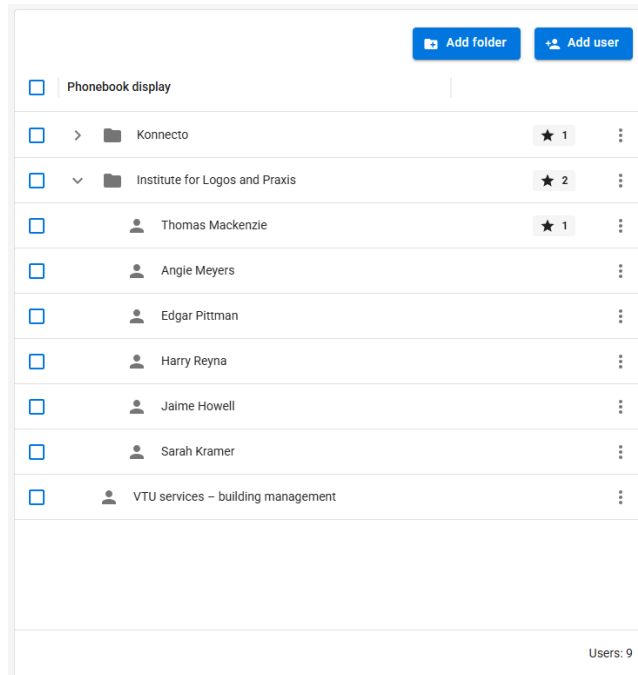 Add folder Add user
Phonebook display
Konnecto 1
Institute for Logos and Praxis 2
Thomas Mackenzie 1
Angie Meyers
Edgar Pittman
Harry Reyna
Jaime Howell
Sarah Kramer
VTU services – building management
Users: 9